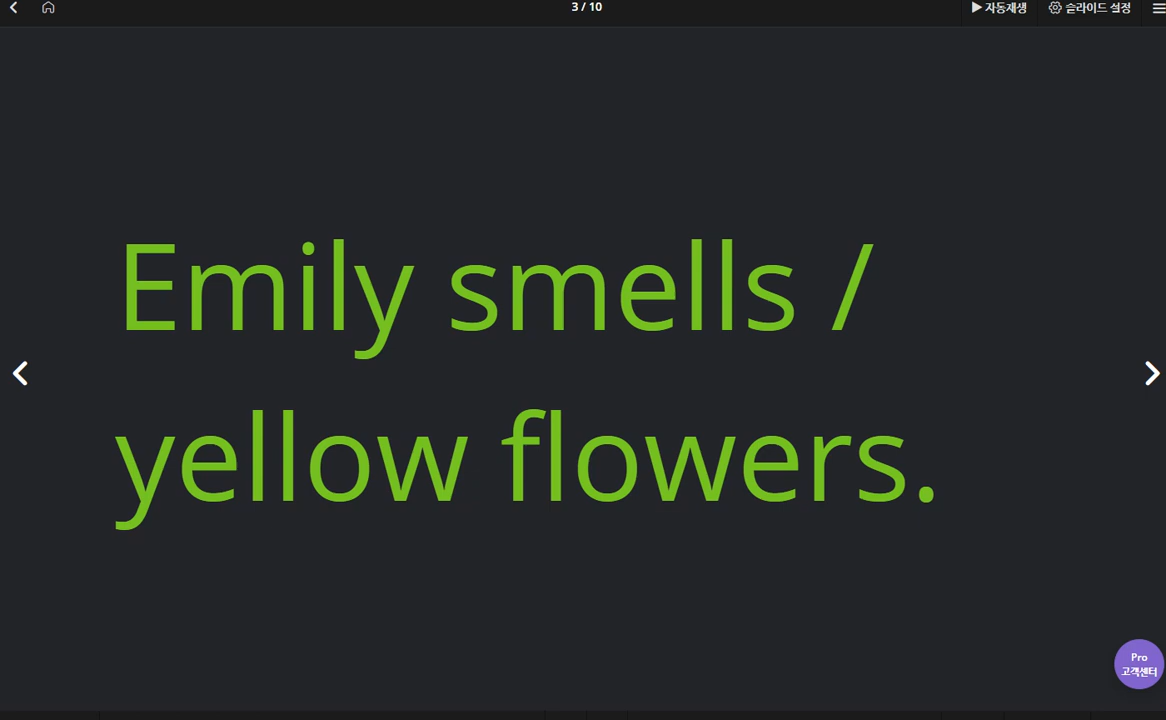 3 / 10
▶ 자동재생
슬라이드 설정
Emily smells /
yellow flowers.
Pro
고객센터